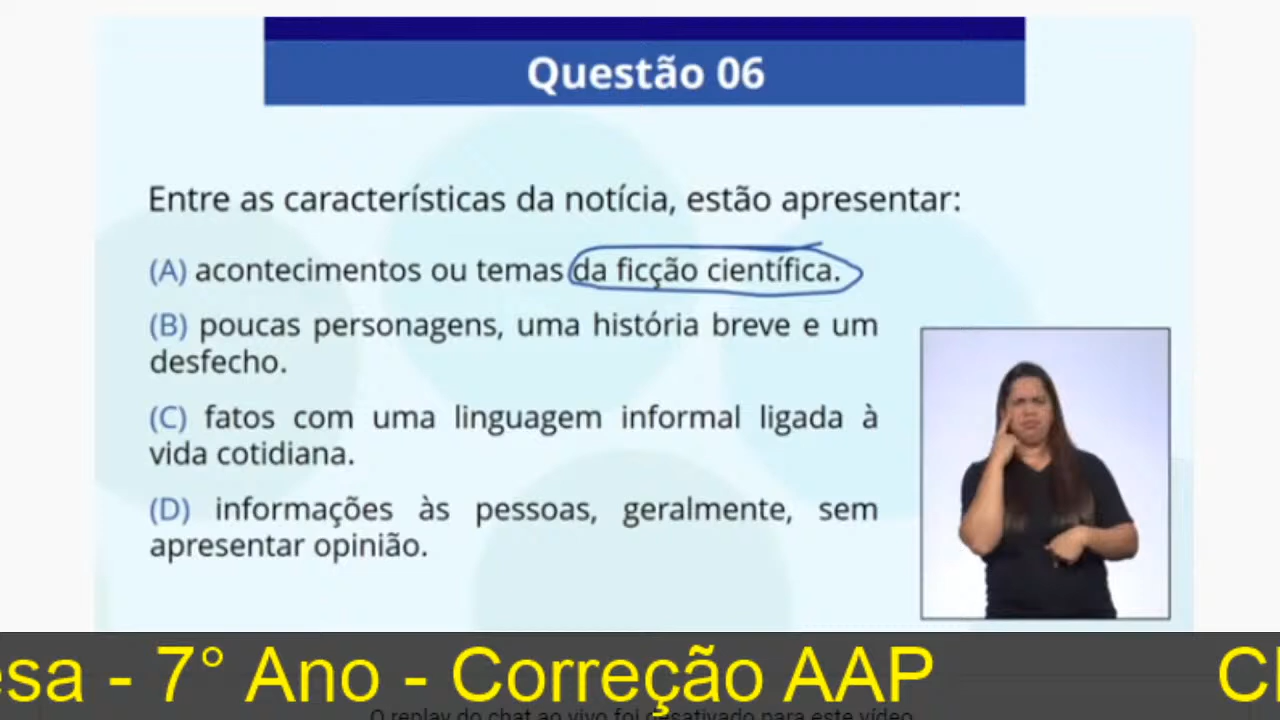 Questão 06
Entre as características da notícia, estão apresentar:
(A) acontecimentos ou temas da ficção científica.
(B) poucas personagens, uma história breve e um
desfecho.
(C) fatos com uma linguagem informal ligada à
vida cotidiana.
(D) informações às pessoas, geralmente, sem
apresentar opinião.
esa - 7° Ano - Correção AAP
O replay do chat ao vivo foi desativado para este vídeo.